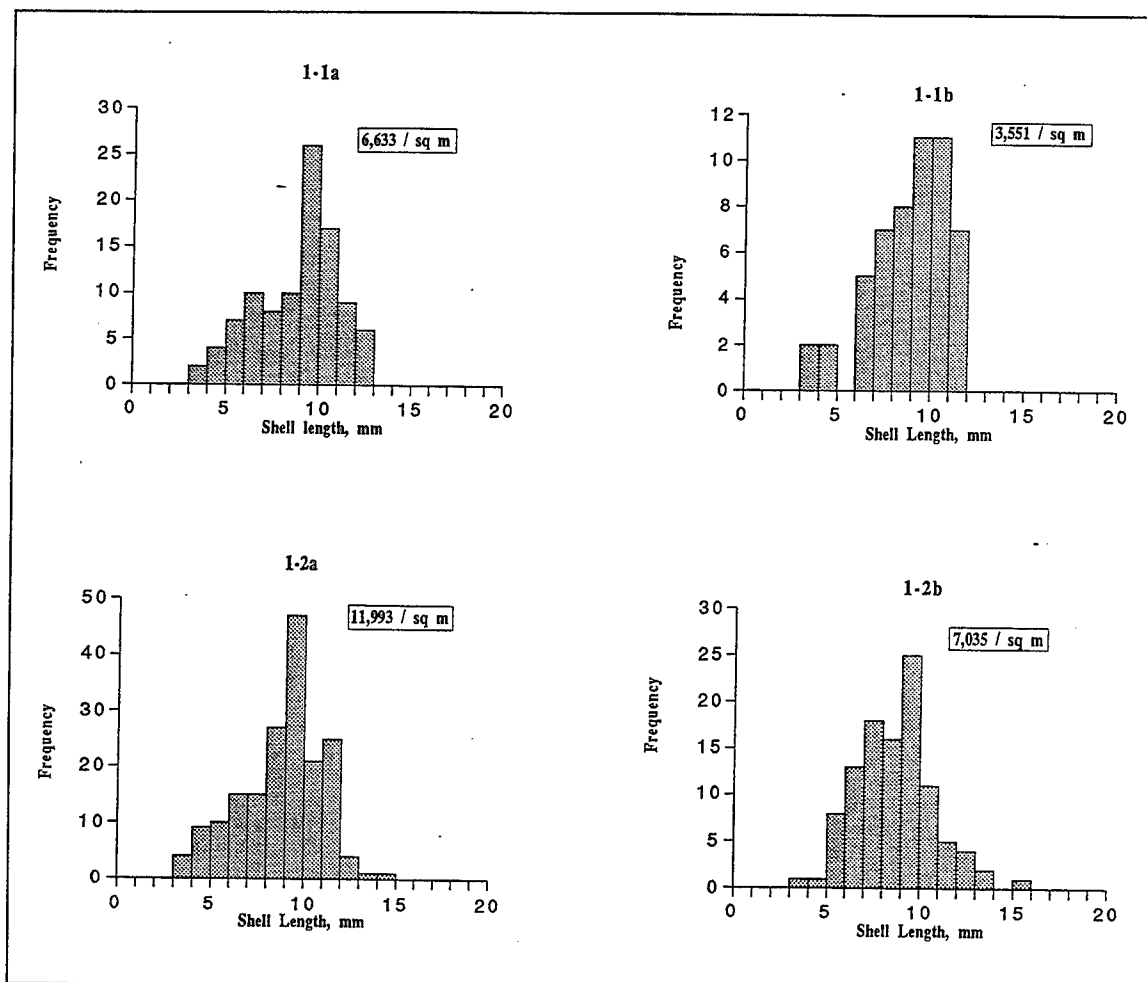 1-1a
30
25
20
15
10
5
0
Frequency
6,633 / sq m
0 5 10 15 20
Shell length, mm
1-1b
12
10
8
6
4
2
0
Frequency
3,551 / sq m
0 5 10 15 20
Shell Length, mm
1-2a
50
40
30
20
10
0
Frequency
11,993 / sq m
0 5 10 15 20
Shell Length, mm
1-2b
30
25
20
15
10
5
0
Frequency
7,035 / sq m
0 5 10 15 20
Shell Length, mm